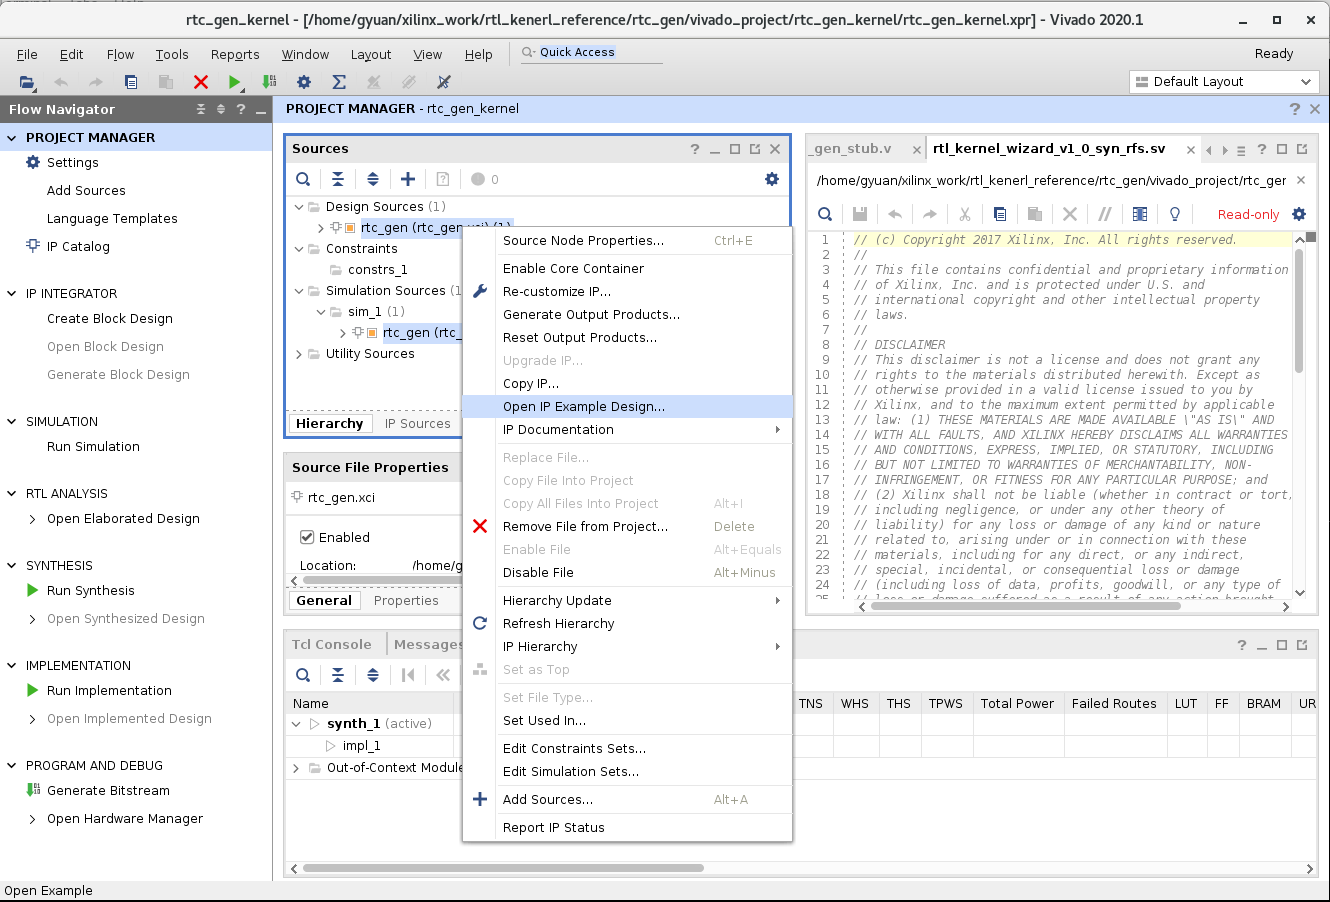 rtc_gen_kernel - [/home/gyuan/xilinx_work/rtl_kenerl_reference/rtc_gen/vivado_project/rtc_gen_kernel/rtc_gen_kernel.xpr] - Vivado 2020.1
File Edit Flow Tools Reports Window Layout View Help Quick Access Ready
Default Layout
Flow Navigator
PROJECT MANAGER
Settings
Add Sources
Language Templates
IP Catalog
IP INTEGRATOR
Create Block Design
Open Block Design
Generate Block Design
SIMULATION
Run Simulation
RTL ANALYSIS
Open Elaborated Design
SYNTHESIS
Run Synthesis
Open Synthesized Design
IMPLEMENTATION
Run Implementation
Open Implemented Design
PROGRAM AND DEBUG
Generate Bitstream
Open Hardware Manager
PROJECT MANAGER - rtc_gen_kernel
Sources
0
Design Sources (1)
rtc_gen (rtc_gen.xci) (1)
Constraints
constrs_1
Simulation Sources (1
sim_1 (1)
rtc_gen (rtc_
Utility Sources
Hierarchy IP Sources
Source File Properties
rtc_gen.xci
Enabled
Location: /home/g
General Properties
Source Node Properties... Ctrl+E
Enable Core Container
Re-customize IP...
Generate Output Products...
Reset Output Products...
Upgrade IP...
Copy IP...
Open IP Example Design...
IP Documentation
Replace File...
Copy File Into Project
Copy All Files Into Project Alt+I
Remove File from Project... Delete
Enable File Alt+Equals
Disable File Alt+Minus
Hierarchy Update
Refresh Hierarchy
IP Hierarchy
Set as Top
Set File Type...
Set Used In...
Edit Constraints Sets...
Edit Simulation Sets...
Add Sources... Alt+A
Report IP Status
_gen_stub.v rtl_kernel_wizard_v1_0_syn_rfs.sv
/home/gyuan/xilinx_work/rtl_kenerl_reference/rtc_gen/vivado_project/rtc_ger
Read-only
1 // (c) Copyright 2017 Xilinx, Inc. All rights reserved.
2 //
3 // This file contains confidential and proprietary information
4 // of Xilinx, Inc. and is protected under U.S. and
5 // international copyright and other intellectual property
6 // laws.
7 //
8 // DISCLAIMER
9 // This disclaimer is not a license and does not grant any
10 // rights to the materials distributed herewith. Except as
11 // otherwise provided in a valid license issued to you by
12 // Xilinx, and to the maximum extent permitted by applicable
13 // law: (1) THESE MATERIALS ARE MADE AVAILABLE \"AS IS\" AND
14 // WITH ALL FAULTS, AND XILINX HEREBY DISCLAIMS ALL WARRANTIES
15 // AND CONDITIONS, EXPRESS, IMPLIED, OR STATUTORY, INCLUDING
16 // BUT NOT LIMITED TO WARRANTIES OF MERCHANTABILITY, NON-
17 // INFRINGEMENT, OR FITNESS FOR ANY PARTICULAR PURPOSE; and
18 // (2) Xilinx shall not be liable (whether in contract or tort,
19 // including negligence, or under any other theory of
20 // liability) for any loss or damage of any kind or nature
21 // related to, arising under or in connection with these
22 // materials, including for any direct, or any indirect,
23 // special, incidental, or consequential loss or damage
24 // (including loss of data, profits, goodwill, or any type of
25 // loss or damage suffered as a result of any action brought
Tcl Console Messages
Name TNS WHS THS TPWS Total Power Failed Routes LUT FF BRAM UR
synth_1 (active)
impl_1
Out-of-Context Module
Open Example